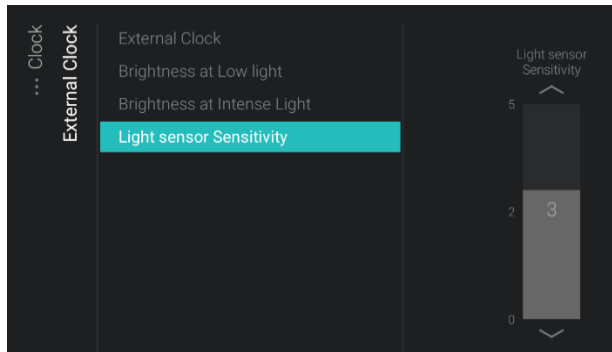 ... Clock
External Clock
External Clock
Brightness at Low light
Brightness at Intense Light
Light sensor Sensitivity
Light sensor
Sensitivity
5
2
3
0